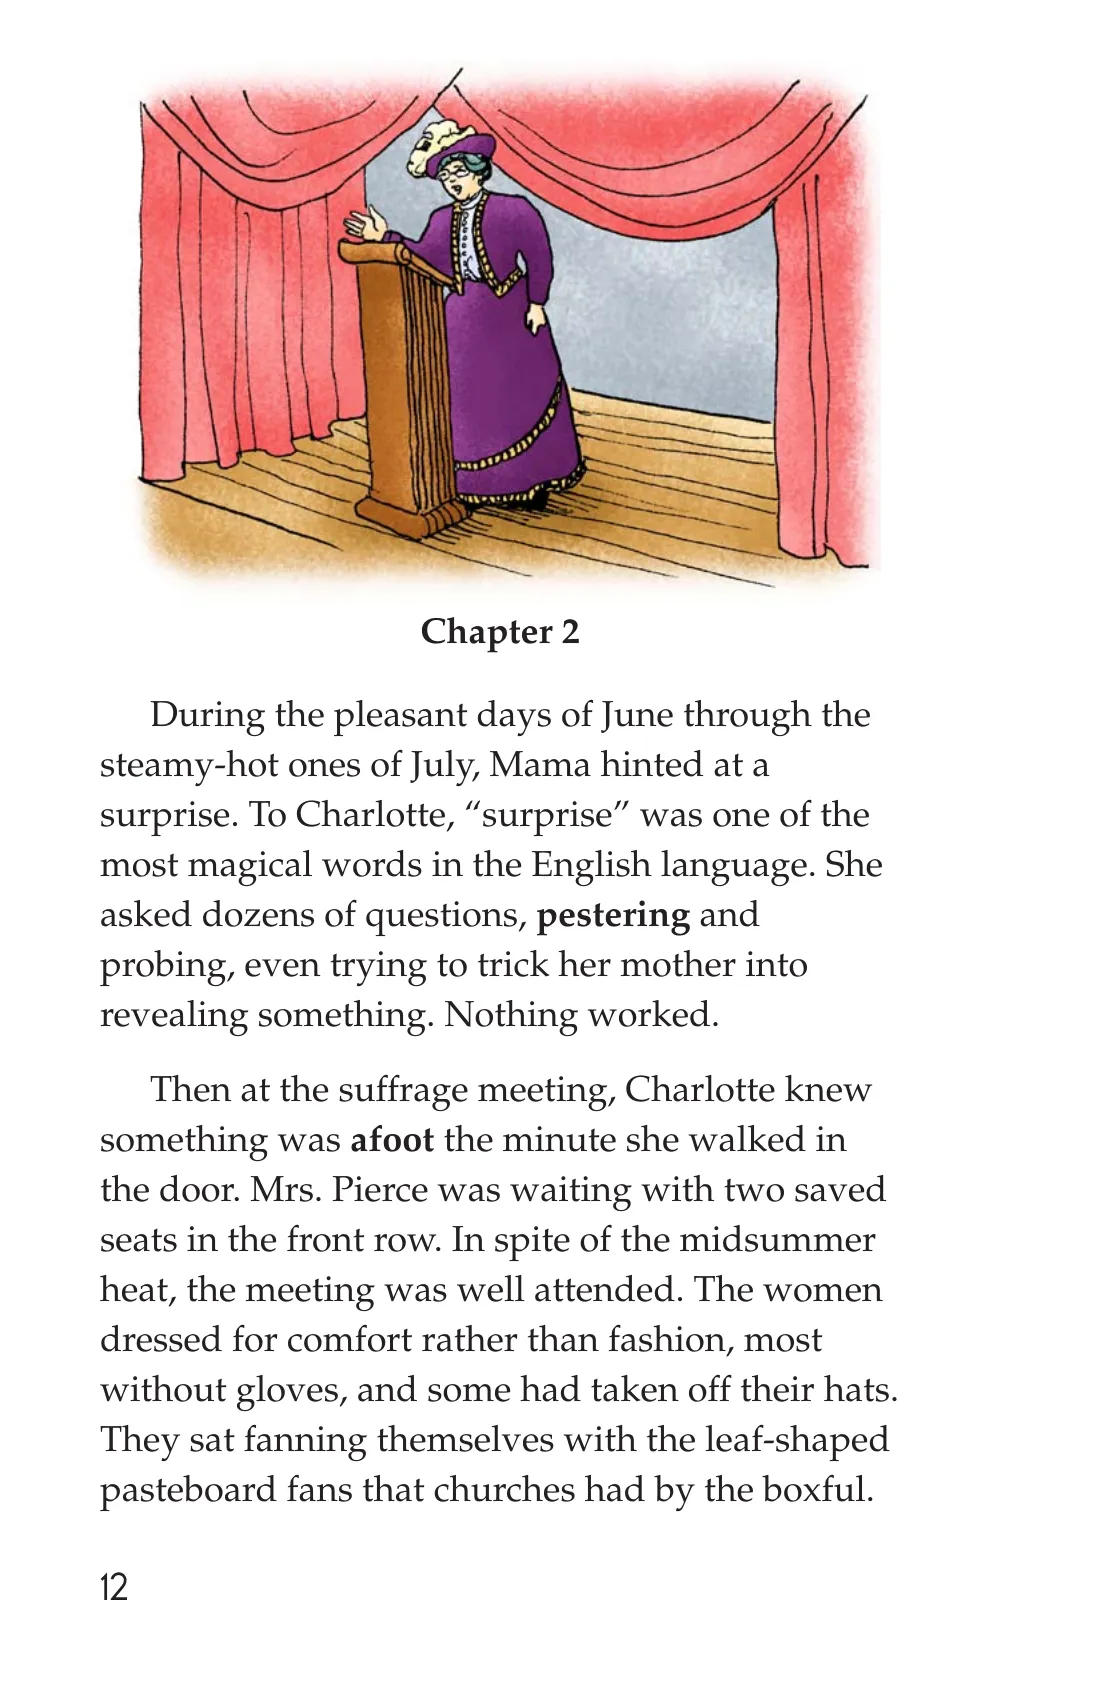 Chapter 2
During the pleasant days of June through the
steamy-hot ones of July, Mama hinted at a
surprise. To Charlotte, “surprise” was one of the
most magical words in the English language. She
asked dozens of questions, pestering and
probing, even trying to trick her mother into
revealing something. Nothing worked.
Then at the suffrage meeting, Charlotte knew
something was afoot the minute she walked in
the door. Mrs. Pierce was waiting with two saved
seats in the front row. In spite of the midsummer
heat, the meeting was well attended. The women
dressed for comfort rather than fashion, most
without gloves, and some had taken off their hats.
They sat fanning themselves with the leaf-shaped
pasteboard fans that churches had by the boxful.
12